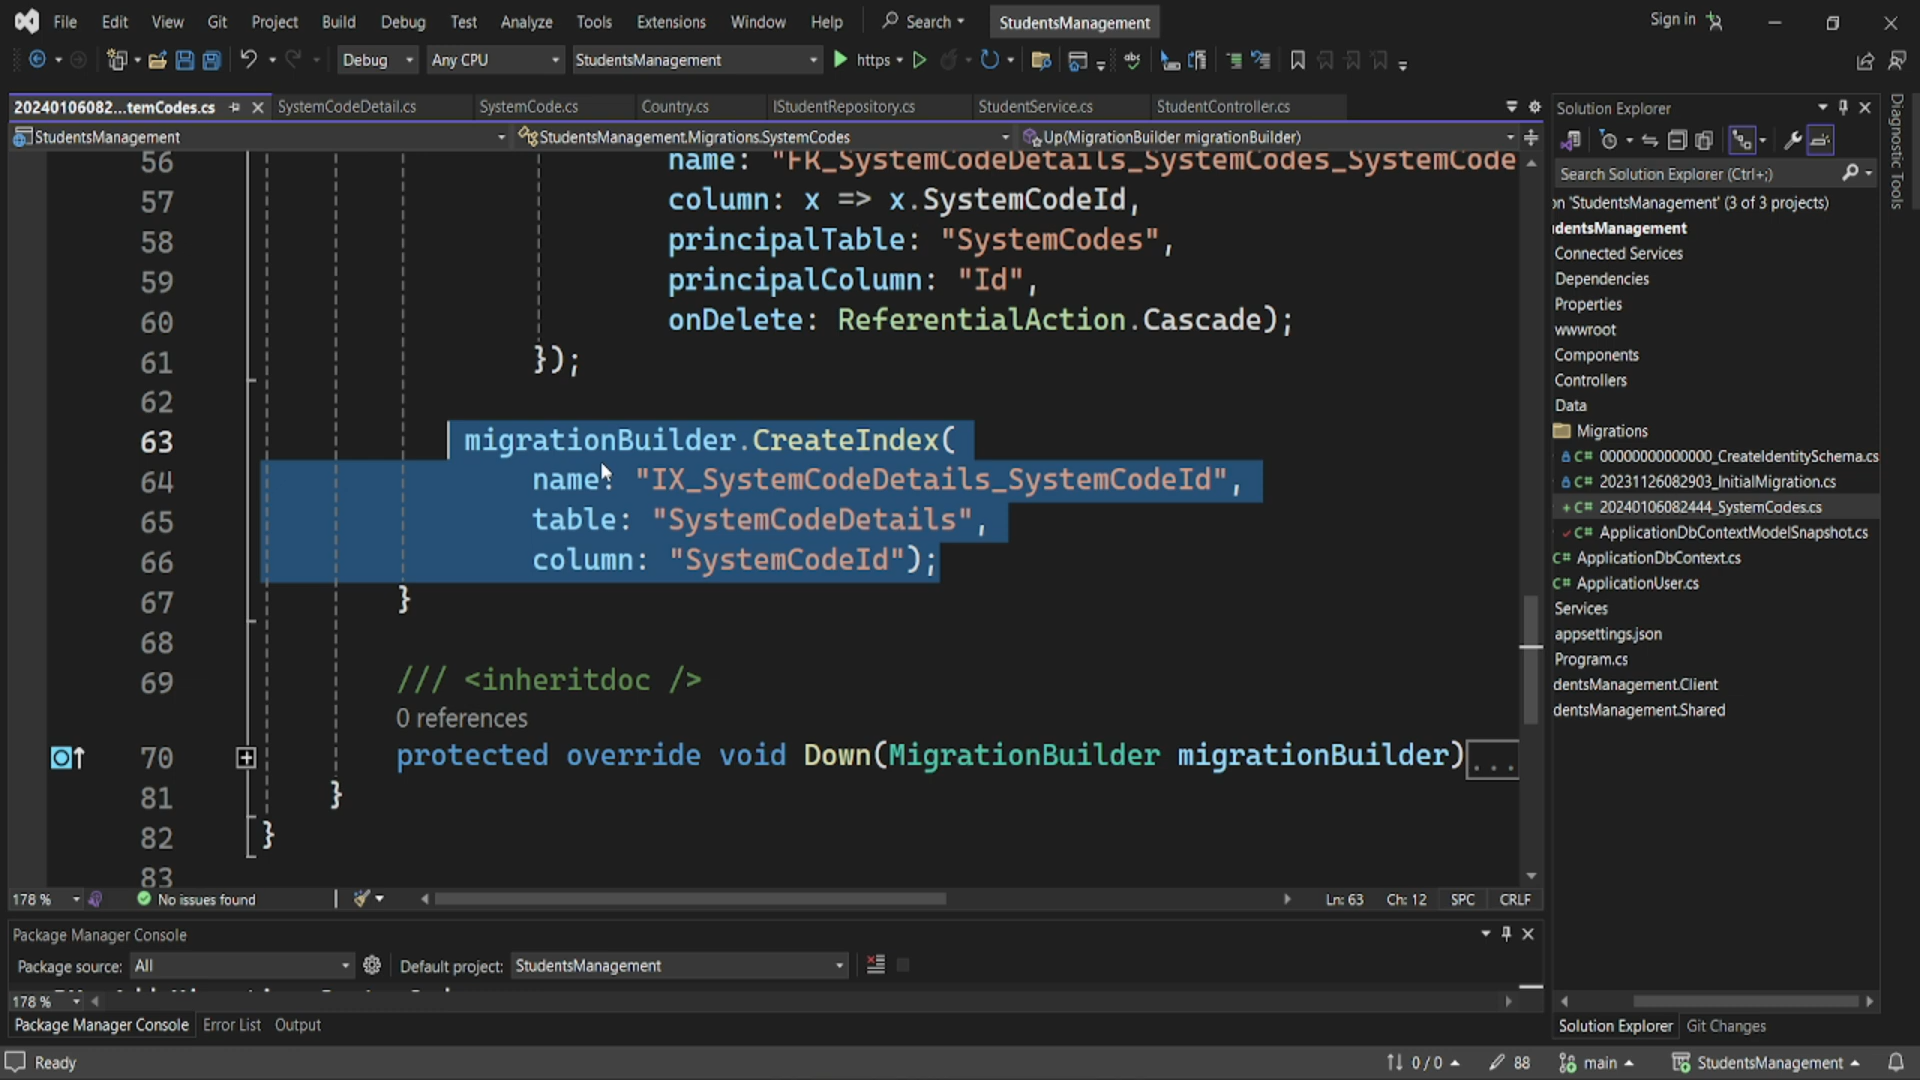 File Edit View Git Project Build Debug Test Analyze Tools Extensions Window Help Search StudentsManagement Sign in
Debug Any CPU StudentsManagement https
20240106082...temCodes.cs SystemCodeDetail.cs SystemCode.cs Country.cs IStudentRepository.cs StudentService.cs StudentController.cs
StudentsManagement StudentsManagement.Migrations.SystemCodes Up(MigrationBuilder migrationBuilder)
56 name: "FK_SystemCodeDetails_SystemCodes_SystemCode
57 column: x => x.SystemCodeId,
58 principalTable: "SystemCodes",
59 principalColumn: "Id",
60 onDelete: ReferentialAction.Cascade);
61 });
62
63 migrationBuilder.CreateIndex(
64 name: "IX_SystemCodeDetails_SystemCodeId",
65 table: "SystemCodeDetails",
66 column: "SystemCodeId");
67 }
68
69 /// <inheritdoc />
0 references
70 protected override void Down(MigrationBuilder migrationBuilder)...
81 }
82 }
83
178 % No issues found Ln: 63 Ch: 12 SPC CRLF
Package Manager Console
Package source: All Default project: StudentsManagement
178 %
Package Manager Console Error List Output
Ready 0 / 0 88 main StudentsManagement
Solution Explorer
Search Solution Explorer (Ctrl+;)
on 'StudentsManagement' (3 of 3 projects)
udentsManagement
Connected Services
Dependencies
Properties
wwwroot
Components
Controllers
Data
Migrations
C# 00000000000000_CreateIdentitySchema.cs
C# 20231126082903_InitialMigration.cs
+ C# 20240106082444_SystemCodes.cs
C# ApplicationDbContextModelSnapshot.cs
C# ApplicationDbContext.cs
C# ApplicationUser.cs
Services
appsettings.json
Program.cs
dentsManagement.Client
dentsManagement.Shared
Solution Explorer Git Changes
Diagnostic Tools